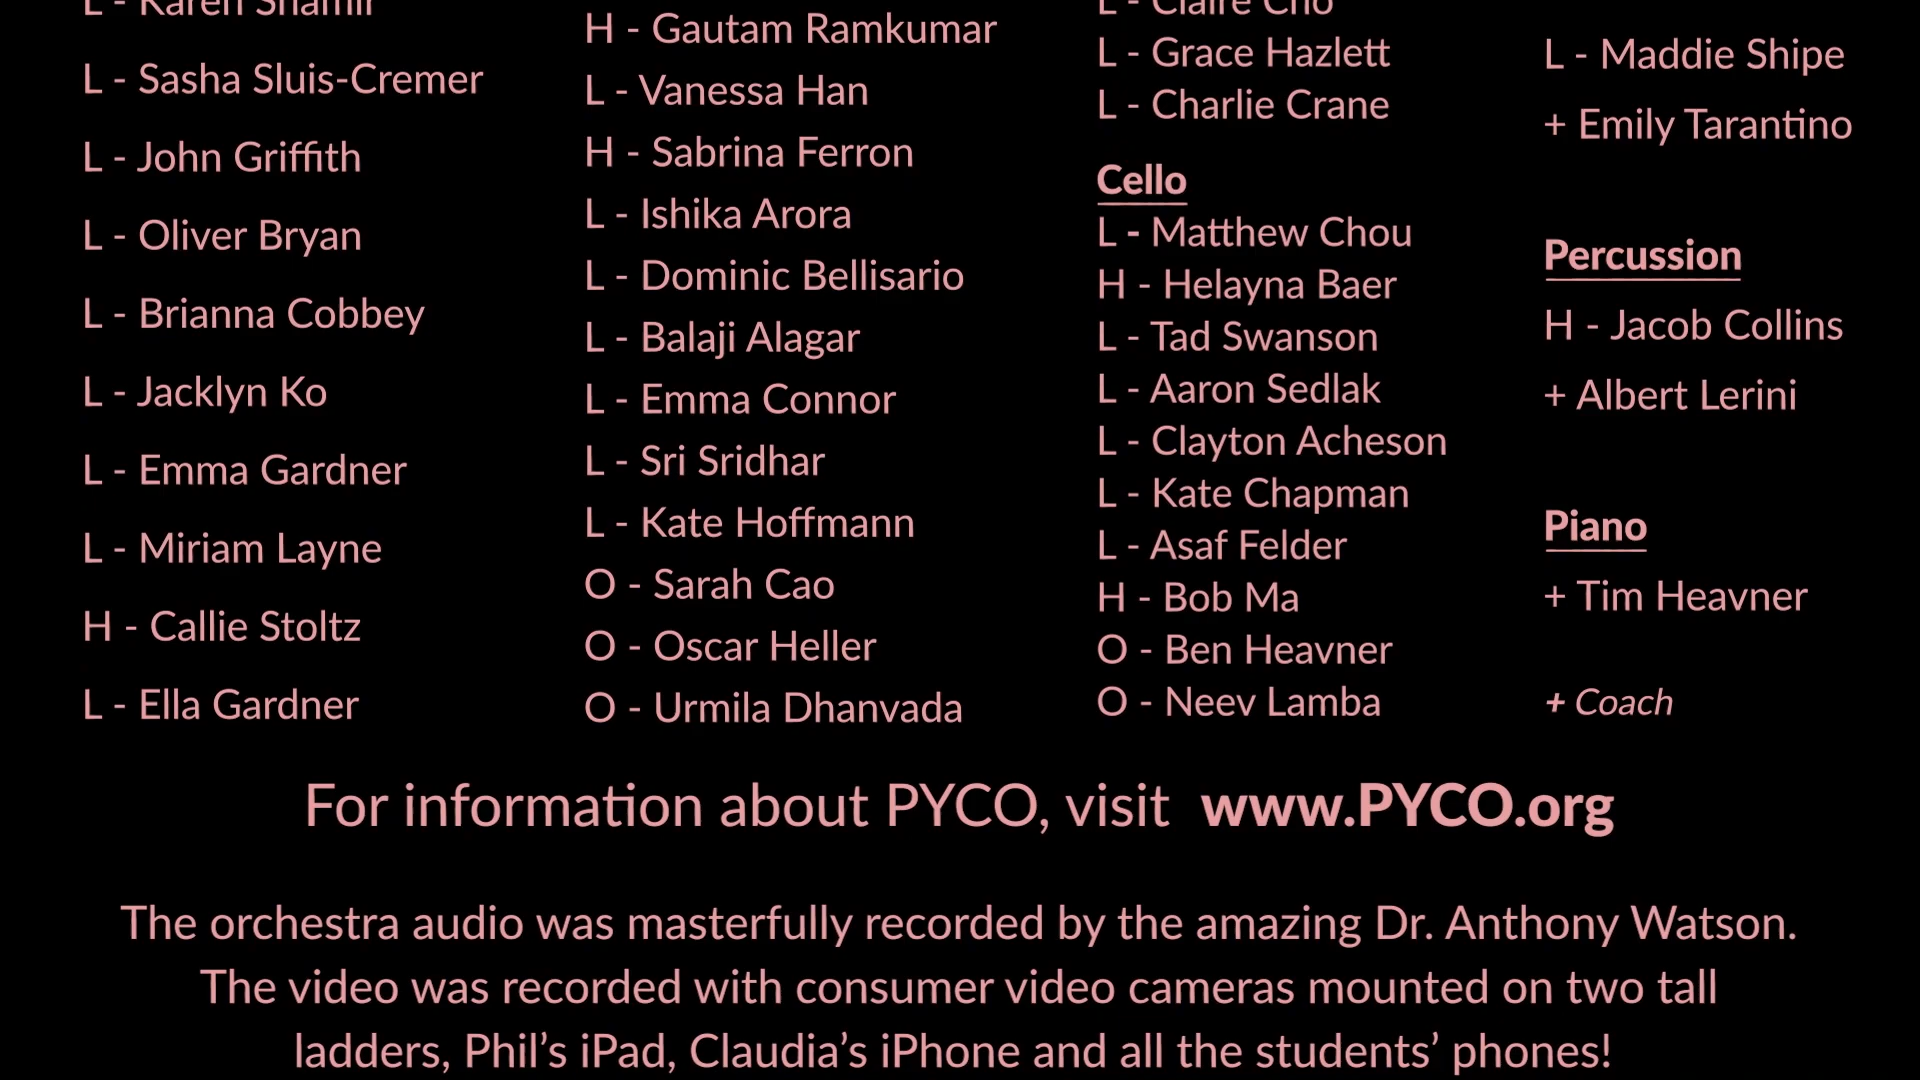 L - Karen Shamir
L - Sasha Sluis-Cremer
L - John Griffith
L - Oliver Bryan
L - Brianna Cobbey
L - Jacklyn Ko
L - Emma Gardner
L - Miriam Layne
H - Callie Stoltz
L - Ella Gardner
H - Gautam Ramkumar
L - Vanessa Han
H - Sabrina Ferron
L - Ishika Arora
L - Dominic Bellisario
L - Balaji Alagar
L - Emma Connor
L - Sri Sridhar
L - Kate Hoffmann
O - Sarah Cao
O - Oscar Heller
O - Urmila Dhanvada
L - Claire Cho
L - Grace Hazlett
L - Charlie Crane
Cello
L - Matthew Chou
H - Helayna Baer
L - Tad Swanson
L - Aaron Sedlak
L - Clayton Acheson
L - Kate Chapman
L - Asaf Felder
H - Bob Ma
O - Ben Heavner
O - Neev Lamba
L - Maddie Shipe
+ Emily Tarantino
Percussion
H - Jacob Collins
+ Albert Lerini
Piano
+ Tim Heavner
+ Coach
For information about PYCO, visit www.PYCO.org
The orchestra audio was masterfully recorded by the amazing Dr. Anthony Watson.
The video was recorded with consumer video cameras mounted on two tall
ladders, Phil’s iPad, Claudia’s iPhone and all the students’ phones!